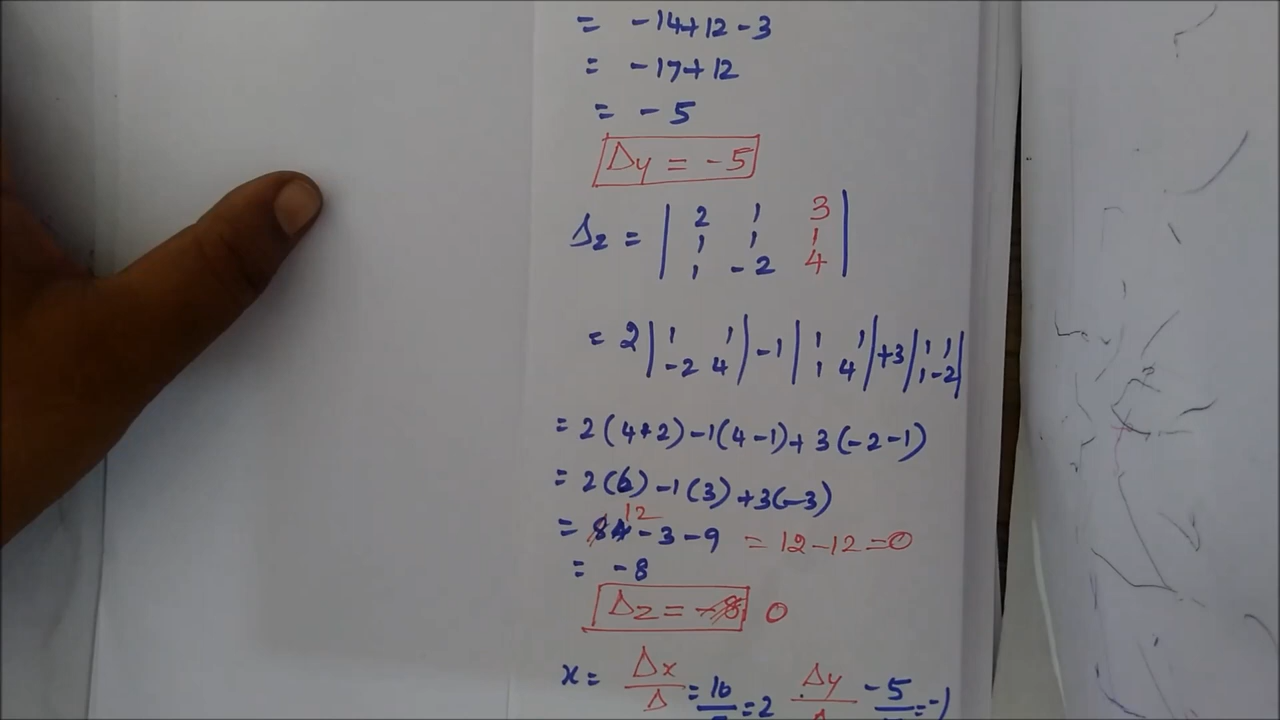 = -14+12-3
= -17+12
= -5
Δy = -5
Δz = | 2 1 3 |
| 1 1 1 |
| 1 -2 4 |
= 2 | 1 1 | -1 | 1 1 | +3 | 1 1 |
| -2 4 | | 1 4 | | 1 -2 |
= 2(4+2)-1(4-1)+3(-2-1)
= 2(6)-1(3)+3(-3)
12
= 84-3-9 = 12-12=0
= -8
Δz = -8 0
x = Δx/Δ = 10/ =2 Δy/Δ -5/ =-1